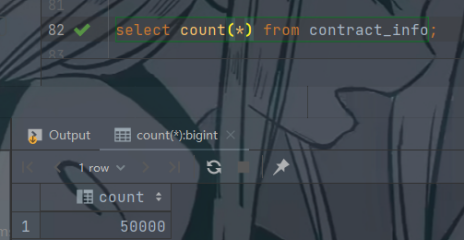 81
82 select count(*) from contract_info;
83
Output count(*):bigint
1 row
count
1 50000